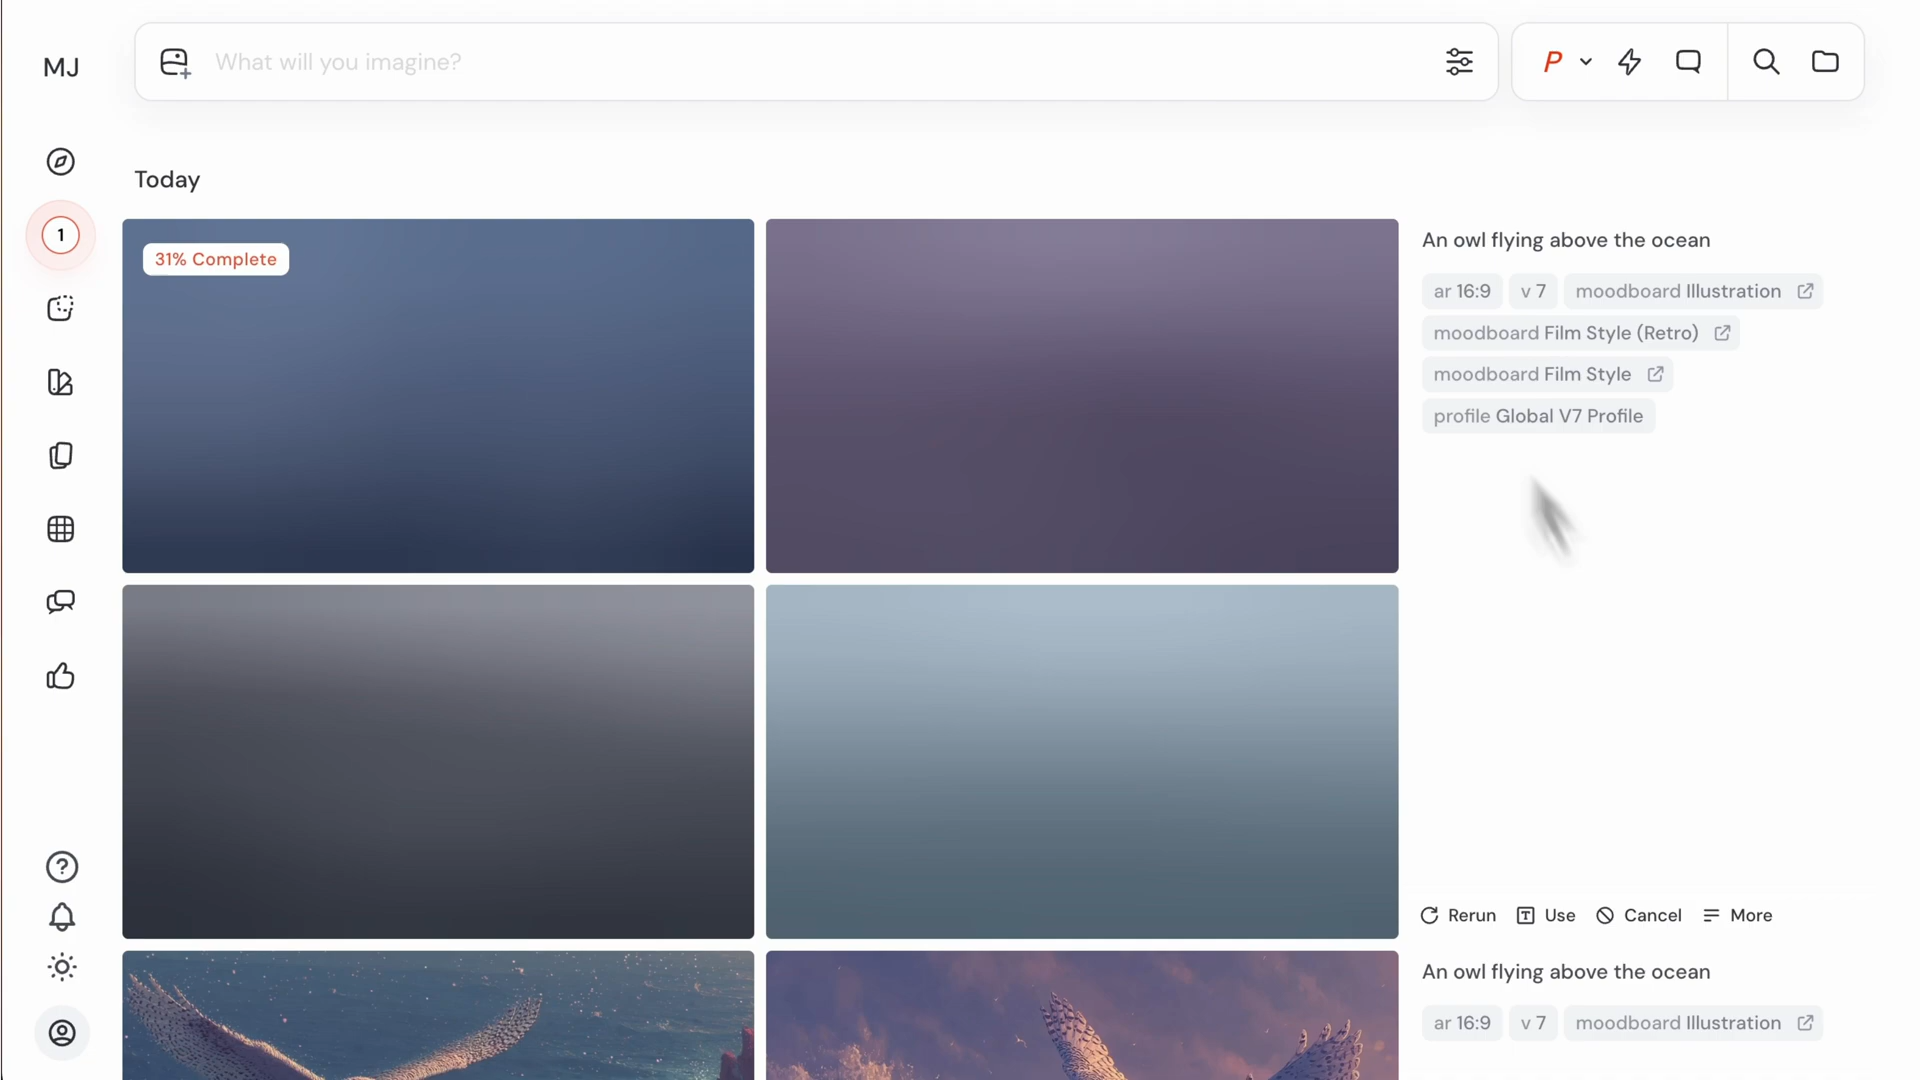 MJ
What will you imagine?
P
Today
1
31% Complete
An owl flying above the ocean
ar 16:9 v 7 moodboard Illustration
moodboard Film Style (Retro)
moodboard Film Style
profile Global V7 Profile
Rerun Use Cancel More
An owl flying above the ocean
ar 16:9 v 7 moodboard Illustration